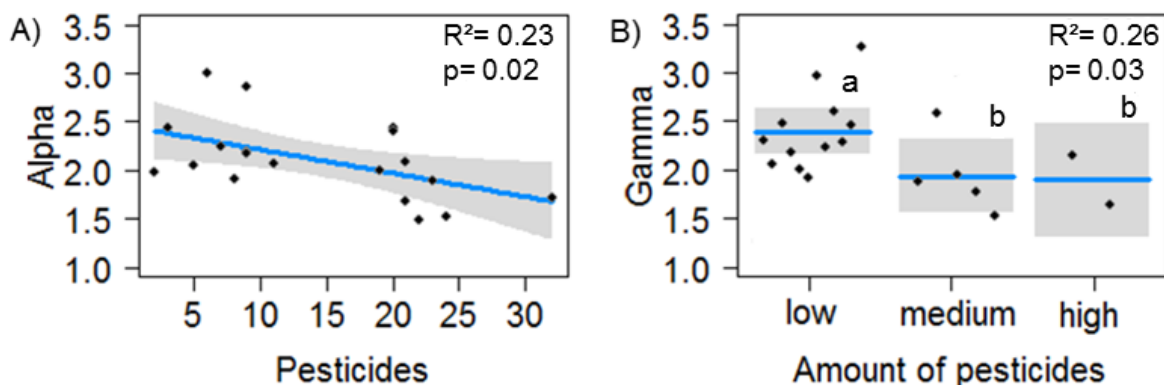 A)
Alpha
3.5
3.0
2.5
2.0
1.5
1.0
R²= 0.23
p= 0.02
5 10 15 20 25 30
Pesticides
B)
Gamma
3.5
3.0
2.5
2.0
1.5
1.0
R²= 0.26
p= 0.03
a
b
b
low medium high
Amount of pesticides